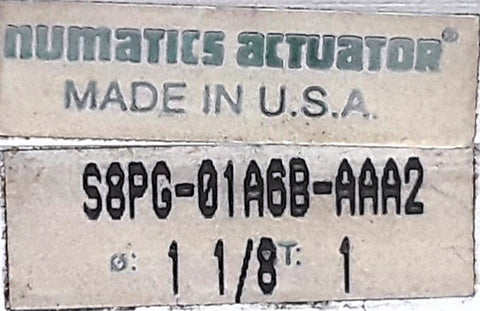 numatics actuator®
MADE IN U.S.A.
S8PG-01A6B-AAA2
ø: 1 1/8 T: 1